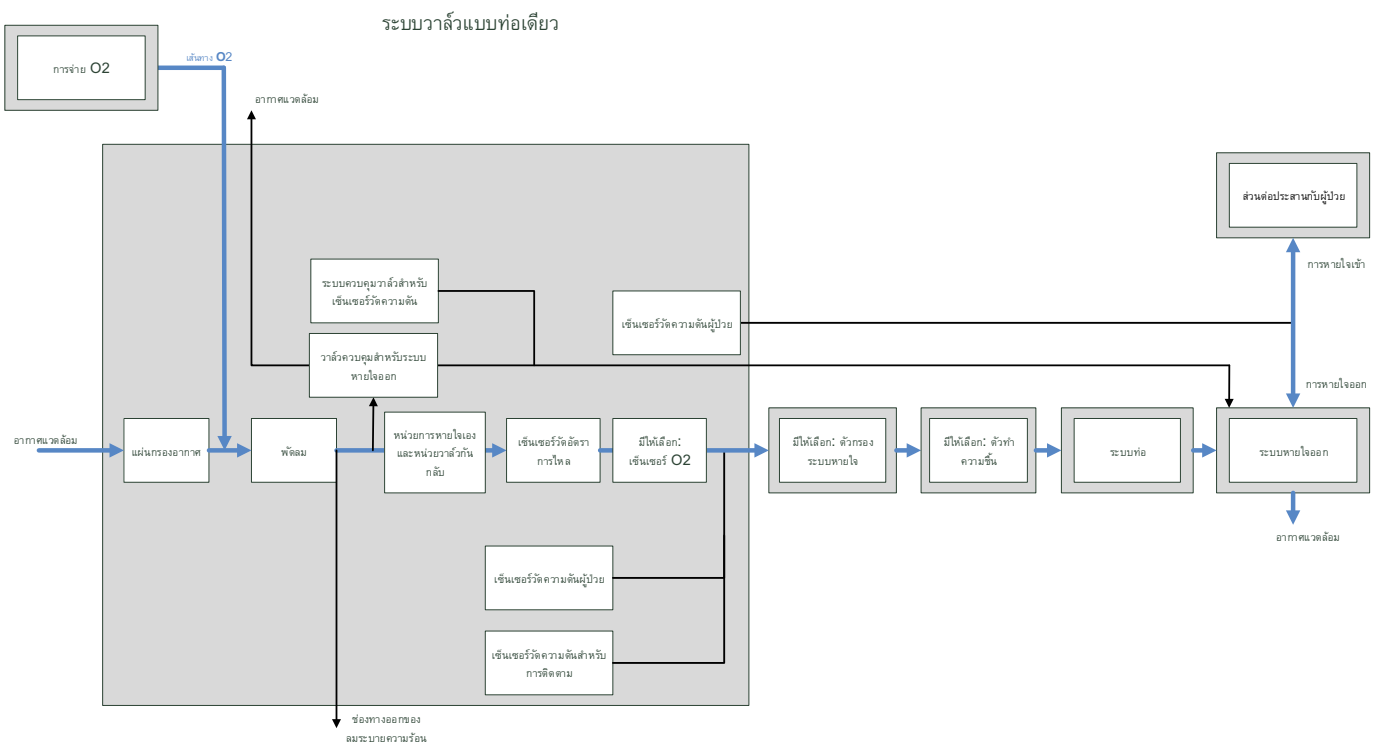 ระบบวาล์วแบบท่อเดียว
การจ่าย O2
เส้นทาง O2
อากาศแวดล้อม
ส่วนต่อประสานกับผู้ป่วย
การหายใจเข้า
ระบบควบคุมวาล์วสำหรับ
เซ็นเซอร์วัดความดัน
เซ็นเซอร์วัดความดันผู้ป่วย
วาล์วควบคุมสำหรับระบบ
หายใจออก
การหายใจออก
อากาศแวดล้อม
แผ่นกรองอากาศ
พัดลม
หน่วยการหายใจเอง
และหน่วยวาล์วกัน
กลับ
เซ็นเซอร์วัดอัตรา
การไหล
มีให้เลือก:
เซ็นเซอร์ O2
มีให้เลือก: ตัวกรอง
ระบบหายใจ
มีให้เลือก: ตัวทำ
ความชื้น
ระบบท่อ
ระบบหายใจออก
อากาศแวดล้อม
เซ็นเซอร์วัดความดันผู้ป่วย
เซ็นเซอร์วัดความดันสำหรับ
การติดตาม
ช่องทางออกของ
ลมระบายความร้อน